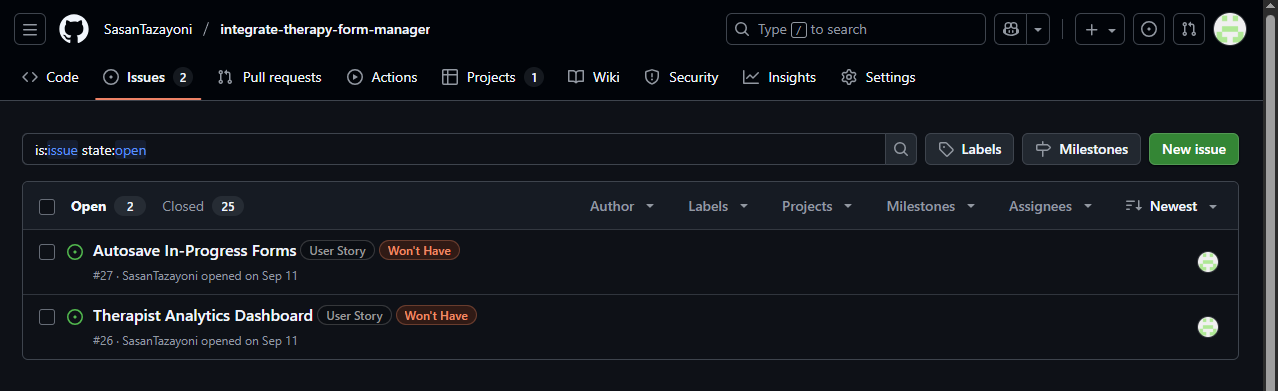 SasanTazayoni / integrate-therapy-form-manager Type / to search
Code Issues 2 Pull requests Actions Projects 1 Wiki Security Insights Settings
is:issue state:open Labels Milestones New issue
Open 2 Closed 25 Author Labels Projects Milestones Assignees Newest
Autosave In-Progress Forms User Story Won't Have
#27 · SasanTazayoni opened on Sep 11
Therapist Analytics Dashboard User Story Won't Have
#26 · SasanTazayoni opened on Sep 11